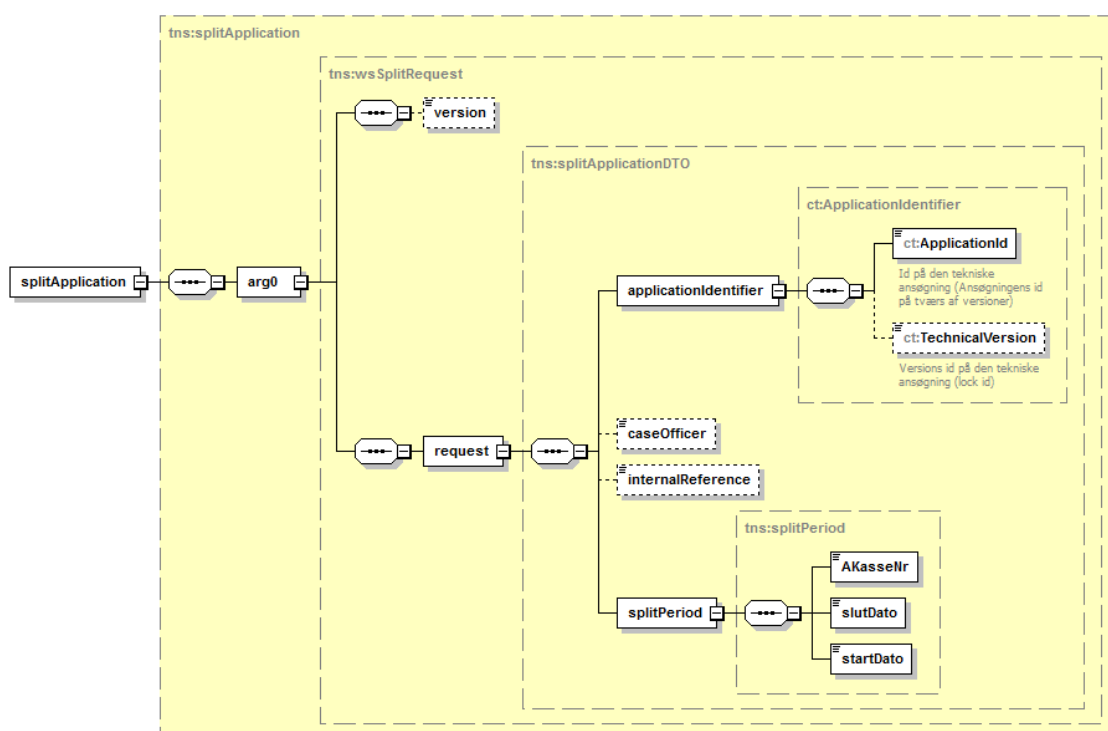 tns:splitApplication
tns:wsSplitRequest
version
tns:splitApplicationDTO
ct:ApplicationIdentifier
ct:ApplicationId
Id på den tekniske
ansøgning (Ansøgningens id
på tværs af versioner)
splitApplication
arg0
applicationIdentifier
ct:TechnicalVersion
Versions id på den tekniske
ansøgning (lock id)
caseOfficer
request
internalReference
tns:splitPeriod
AKasseNr
splitPeriod
slutDato
startDato